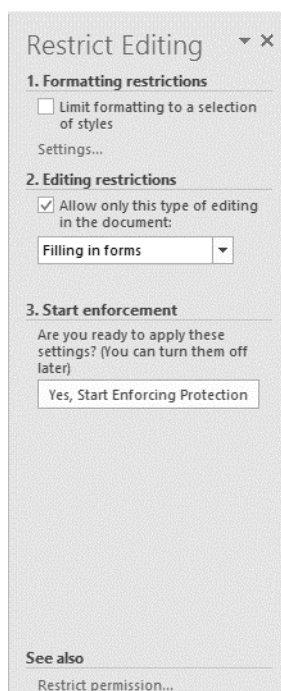 Restrict Editing
1. Formatting restrictions
Limit formatting to a selection
of styles
Settings...
2. Editing restrictions
Allow only this type of editing
in the document:
Filling in forms
3. Start enforcement
Are you ready to apply these
settings? (You can turn them off
later)
Yes, Start Enforcing Protection
See also
Restrict permission...